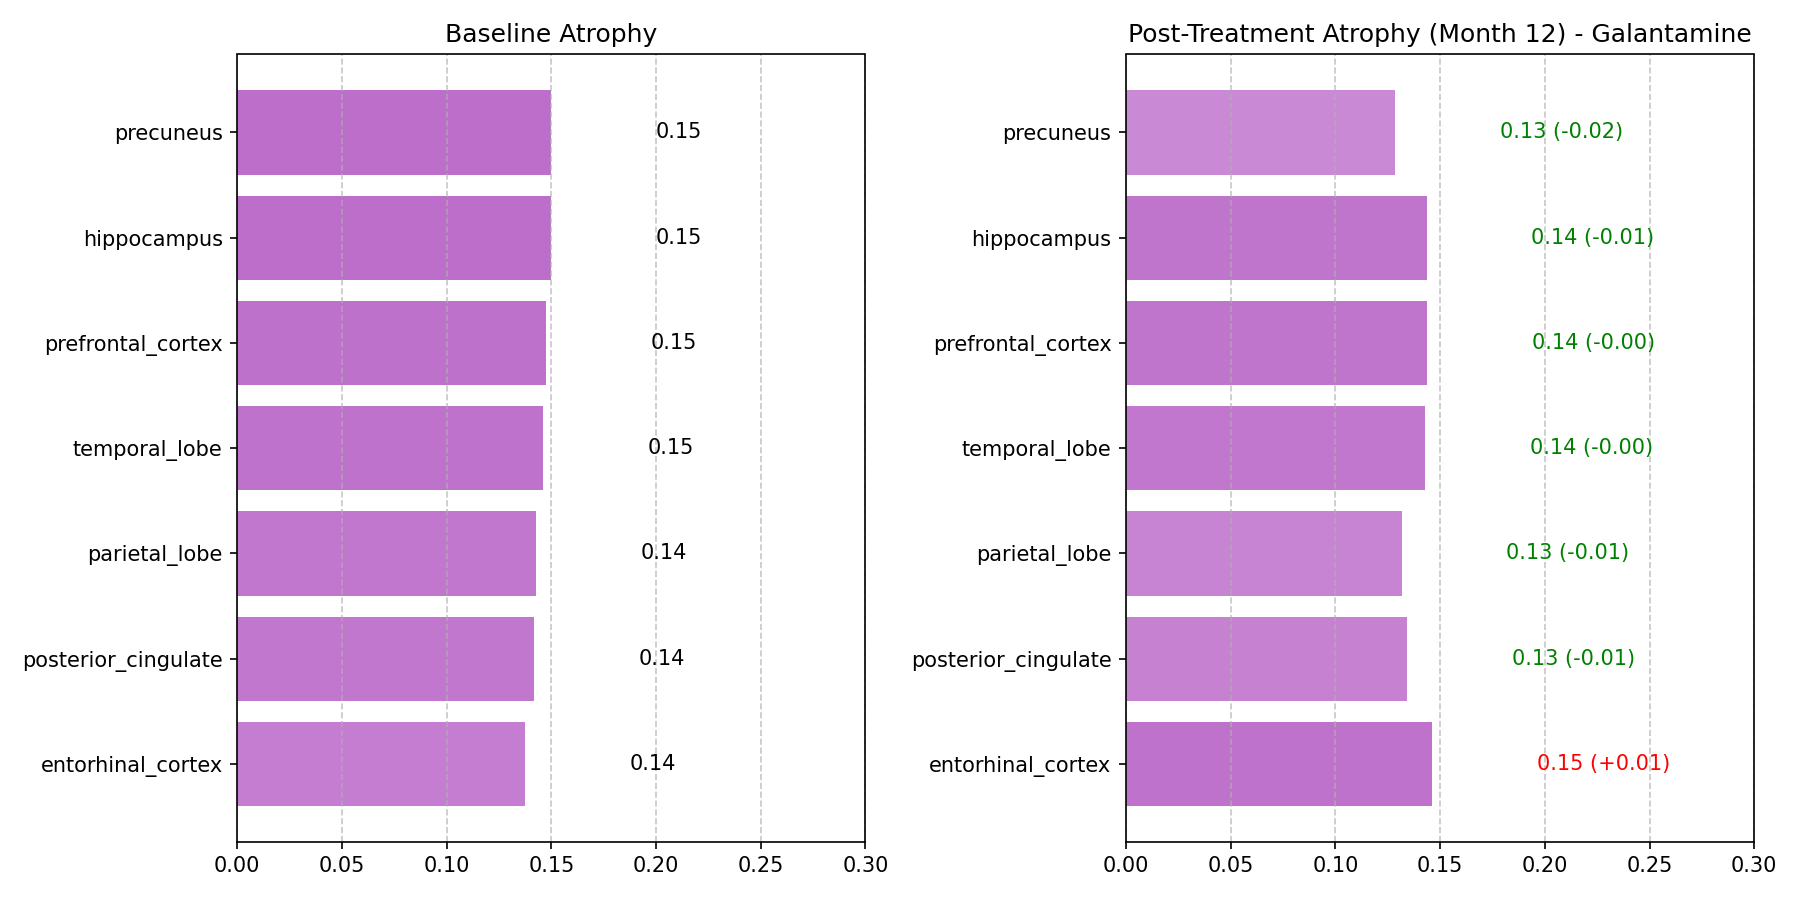 Baseline Atrophy
precuneus 0.15
hippocampus 0.15
prefrontal_cortex 0.15
temporal_lobe 0.15
parietal_lobe 0.14
posterior_cingulate 0.14
entorhinal_cortex 0.14
0.00 0.05 0.10 0.15 0.20 0.25 0.30
Post-Treatment Atrophy (Month 12) - Galantamine
precuneus 0.13 (-0.02)
hippocampus 0.14 (-0.01)
prefrontal_cortex 0.14 (-0.00)
temporal_lobe 0.14 (-0.00)
parietal_lobe 0.13 (-0.01)
posterior_cingulate 0.13 (-0.01)
entorhinal_cortex 0.15 (+0.01)
0.00 0.05 0.10 0.15 0.20 0.25 0.30